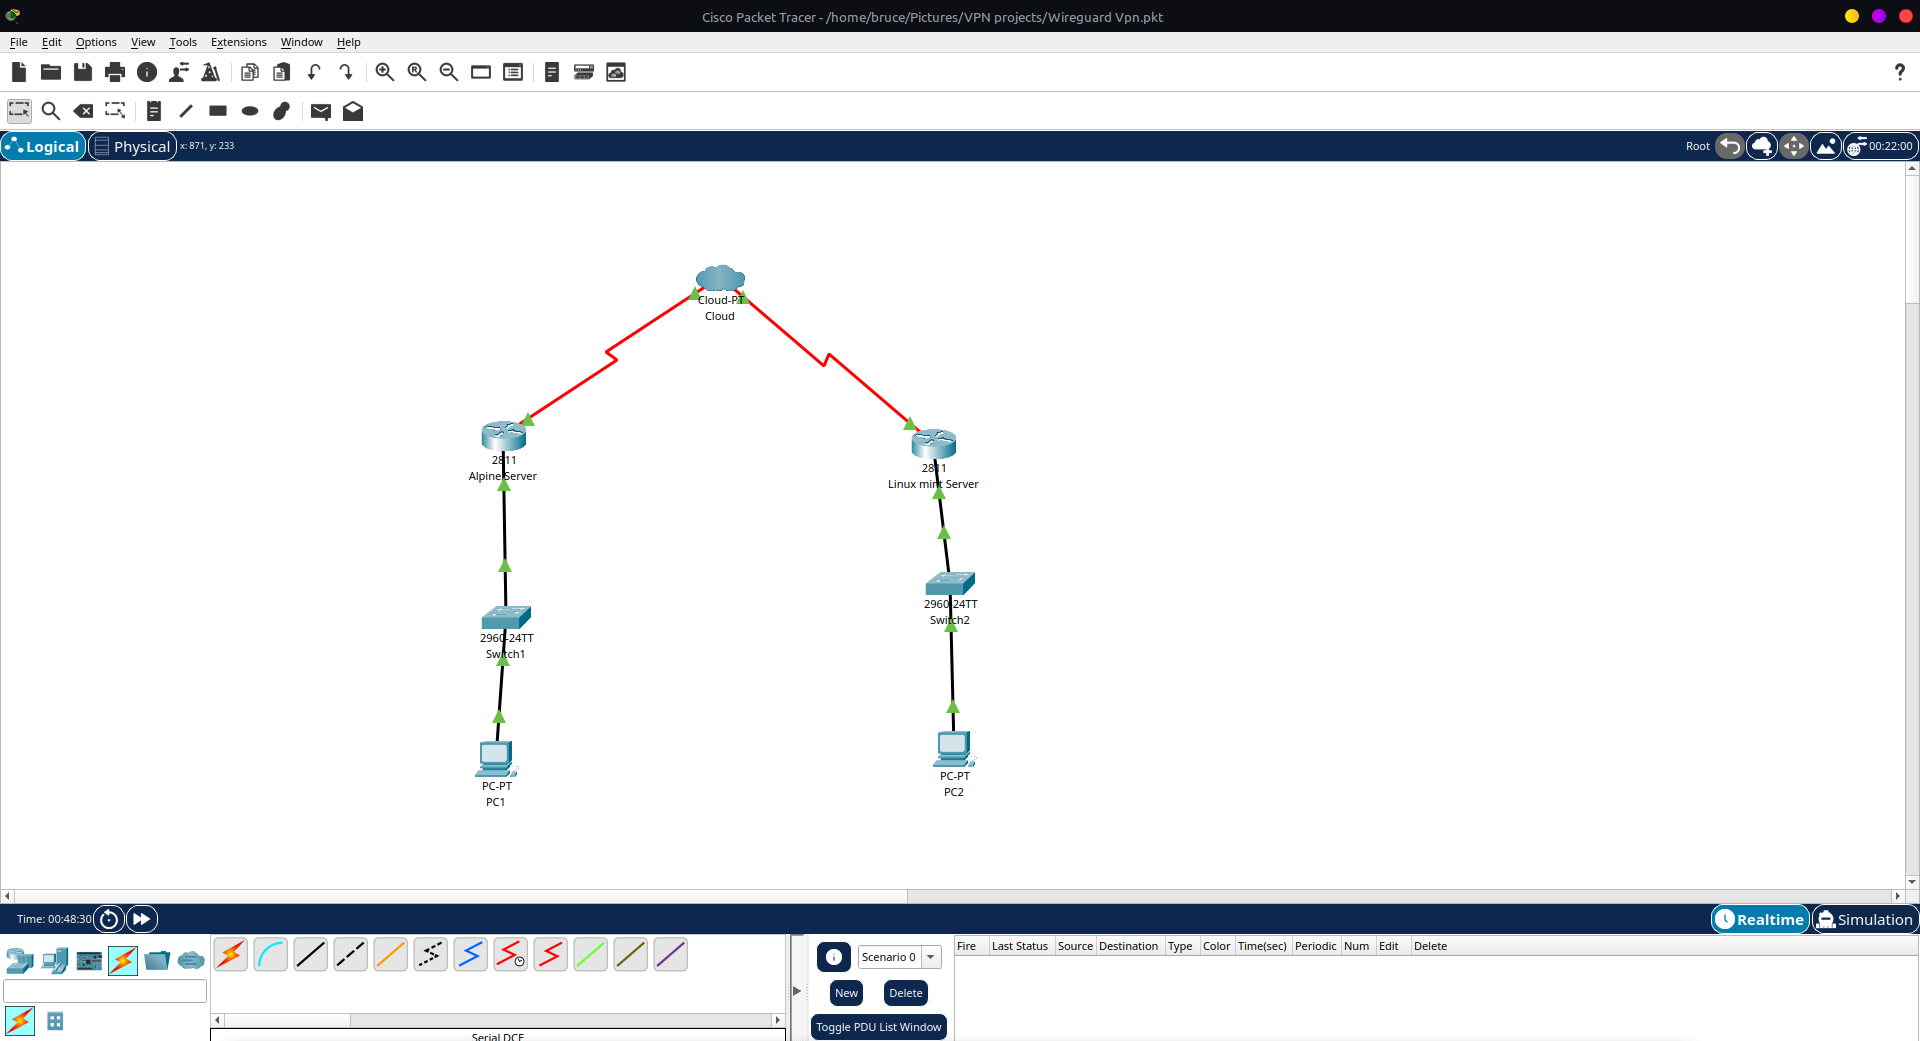 Cisco Packet Tracer - /home/bruce/Pictures/VPN projects/Wireguard Vpn.pkt
File Edit Options View Tools Extensions Window Help
?
Logical Physical x: 871, y: 233 Root 00:22:00
Cloud-PT
Cloud
2811
Alpine Server
2811
Linux mint Server
2960-24TT
Switch2
2960-24TT
Switch1
PC-PT
PC2
PC-PT
PC1
Time: 00:48:30 Realtime Simulation
Fire Last Status Source Destination Type Color Time(sec) Periodic Num Edit Delete
Scenario 0
New Delete
Toggle PDU List Window
Serial DCE